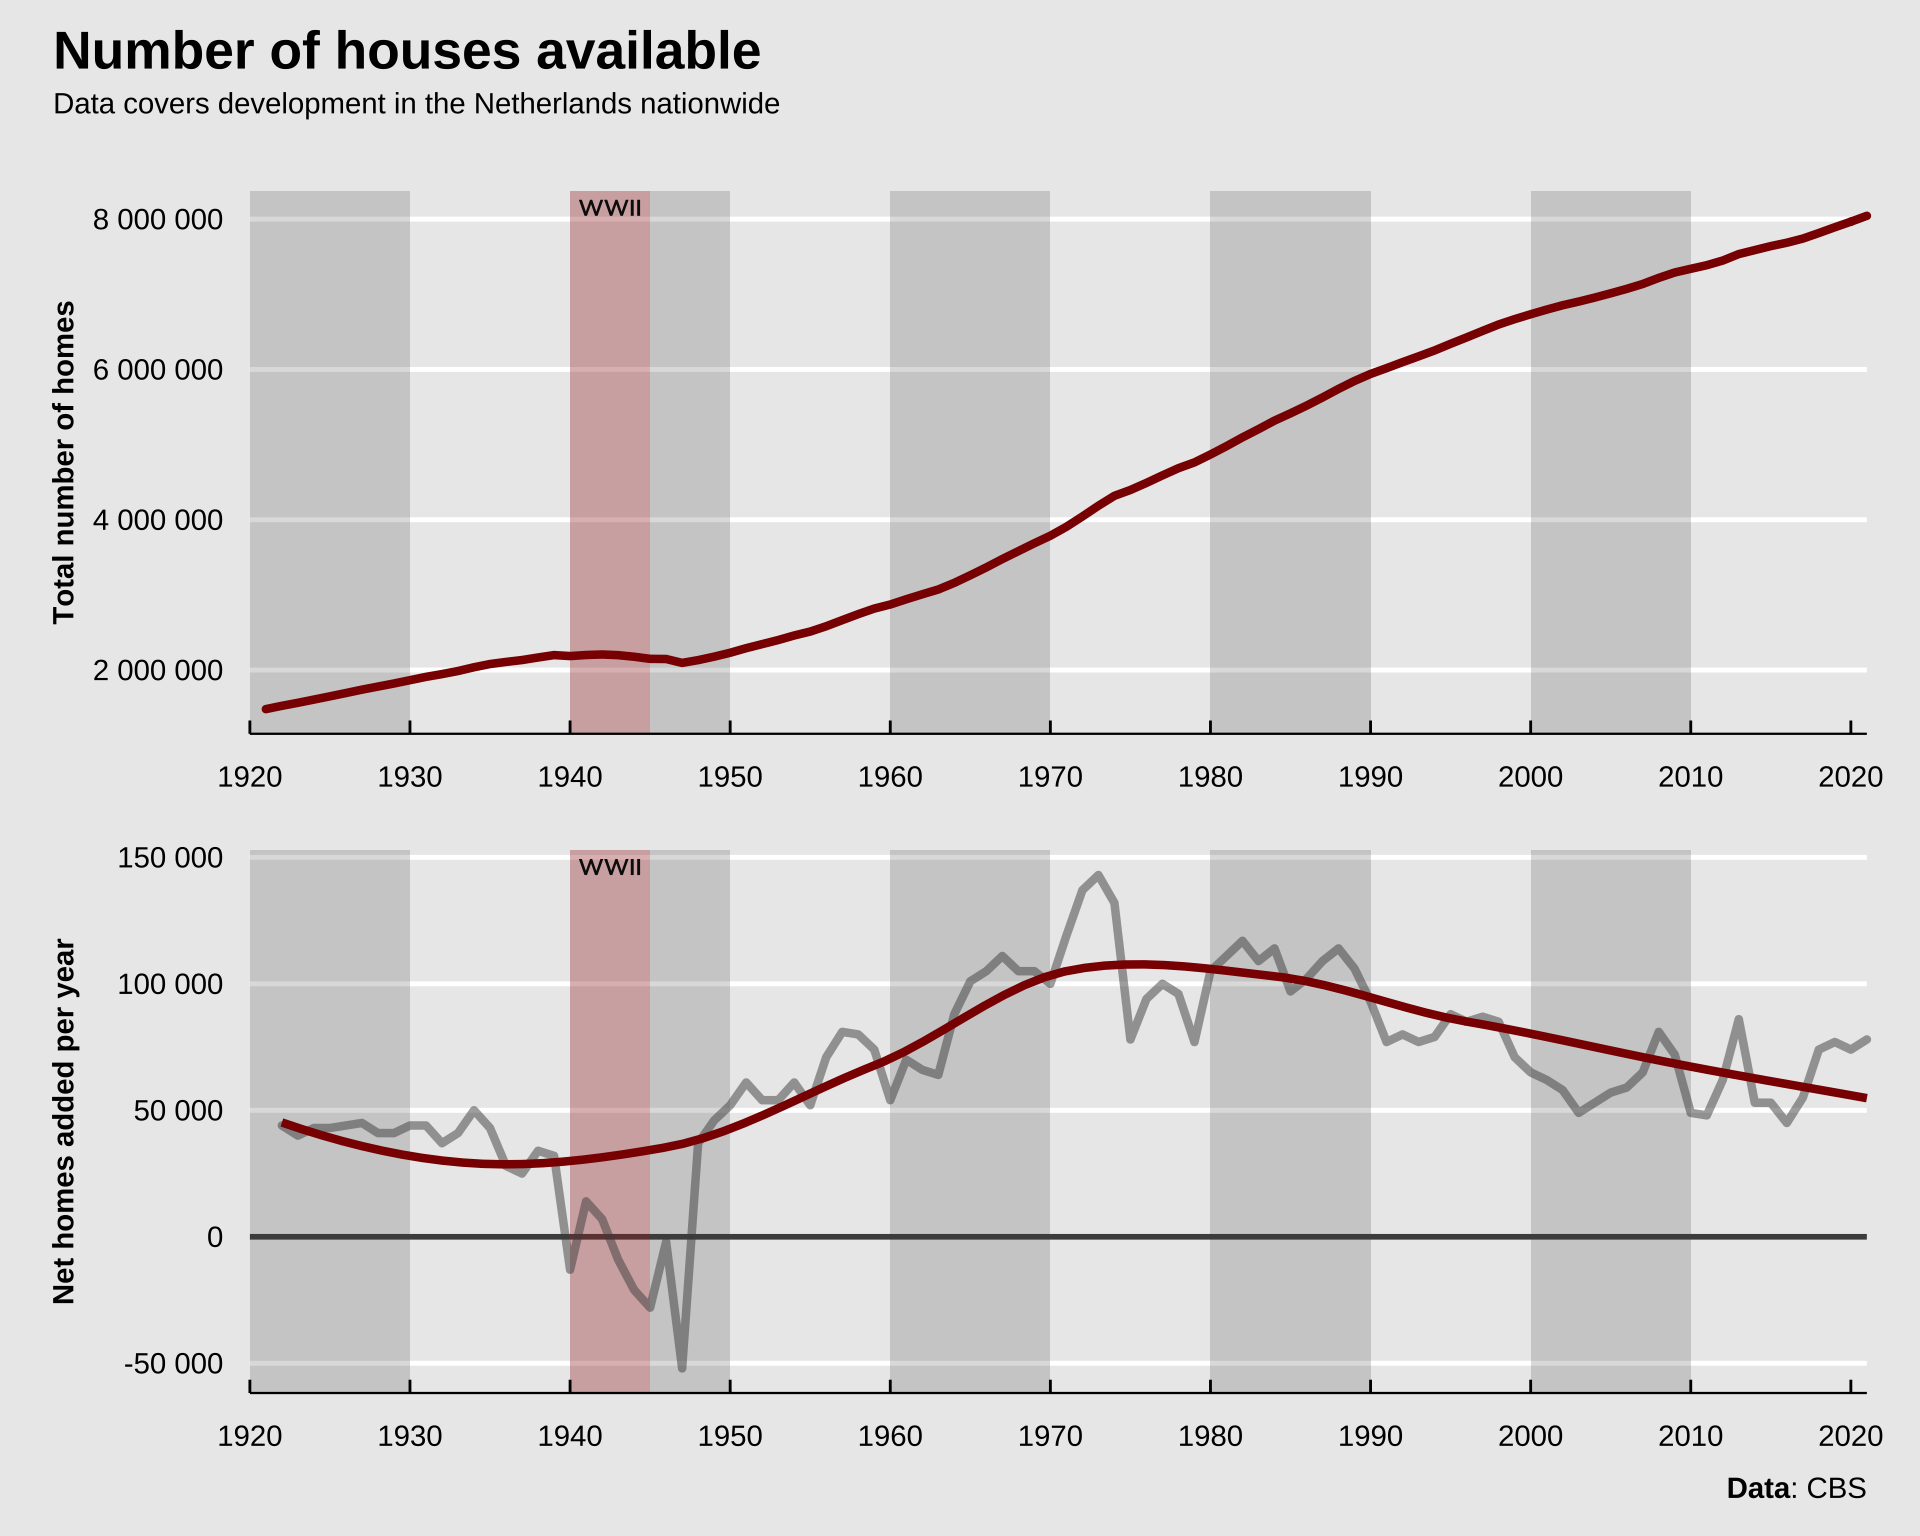 Number of houses available
Data covers development in the Netherlands nationwide
Total number of homes
8 000 000
6 000 000
4 000 000
2 000 000
WWII
1920 1930 1940 1950 1960 1970 1980 1990 2000 2010 2020
Net homes added per year
150 000
100 000
50 000
0
-50 000
WWII
1920 1930 1940 1950 1960 1970 1980 1990 2000 2010 2020
Data: CBS